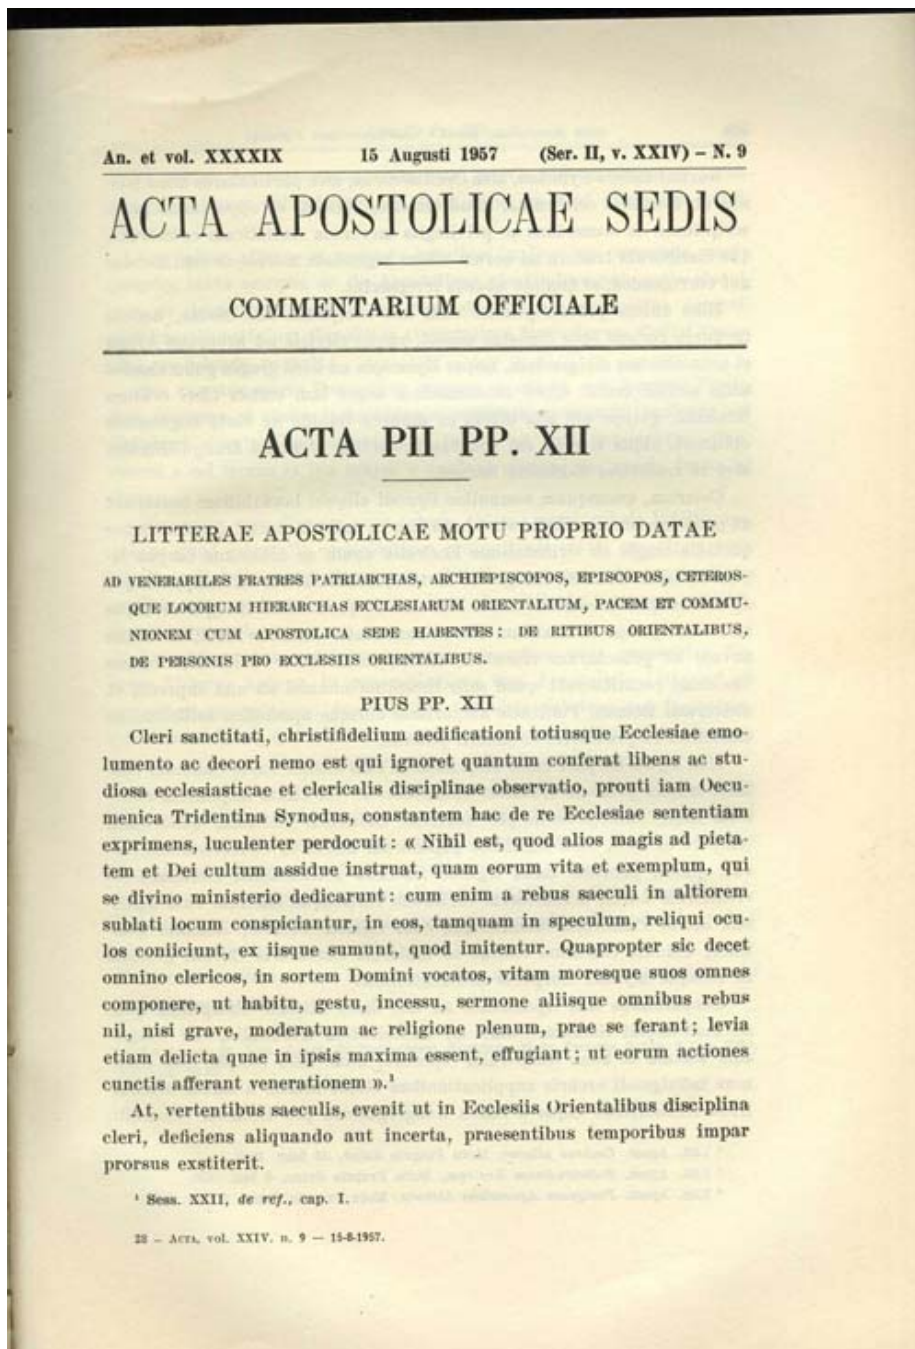 An. et vol. XXXXIX 15 Augusti 1957 (Ser. II, v. XXIV) – N. 9
ACTA APOSTOLICAE SEDIS
COMMENTARIUM OFFICIALE
ACTA PII PP. XII
LITTERAE APOSTOLICAE MOTU PROPRIO DATAE
AD VENERABILES FRATRES PATRIARCHAS, ARCHIEPISCOPOS, EPISCOPOS, CETEROS-
QUE LOCORUM HIERARCHAS ECCLESIARUM ORIENTALIUM, PACEM ET COMMU-
NIONEM CUM APOSTOLICA SEDE HABENTES: DE RITIBUS ORIENTALIBUS,
DE PERSONIS PRO ECCLESIIS ORIENTALIBUS.
PIUS PP. XII
Cleri sanctitati, christifidelium aedificationi totiusque Ecclesiae emo-
lumento ac decori nemo est qui ignoret quantum conferat libens ac stu-
diosa ecclesiasticae et clericalis disciplinae observatio, prouti iam Oecu-
menica Tridentina Synodus, constantem hac de re Ecclesiae sententiam
exprimens, luculenter perdocuit: « Nihil est, quod alios magis ad pieta-
tem et Dei cultum assidue instruat, quam eorum vita et exemplum, qui
se divino ministerio dedicarunt: cum enim a rebus saeculi in altiorem
sublati locum conspiciantur, in eos, tamquam in speculum, reliqui ocu-
los coniiciunt, ex iisque sumunt, quod imitentur. Quapropter sic decet
omnino clericos, in sortem Domini vocatos, vitam moresque suos omnes
componere, ut habitu, gestu, incessu, sermone aliisque omnibus rebus
nil, nisi grave, moderatum ac religione plenum, prae se ferant; levia
etiam delicta quae in ipsis maxima essent, effugiant; ut eorum actiones
cunctis afferant venerationem ».¹
At, vertentibus saeculis, evenit ut in Ecclesiis Orientalibus disciplina
cleri, deficiens aliquando aut incerta, praesentibus temporibus impar
prorsus exstiterit.
¹ Sess. XXII, de ref., cap. I.
28 – ACTA, vol. XXIV. n. 9 — 15-8-1957.